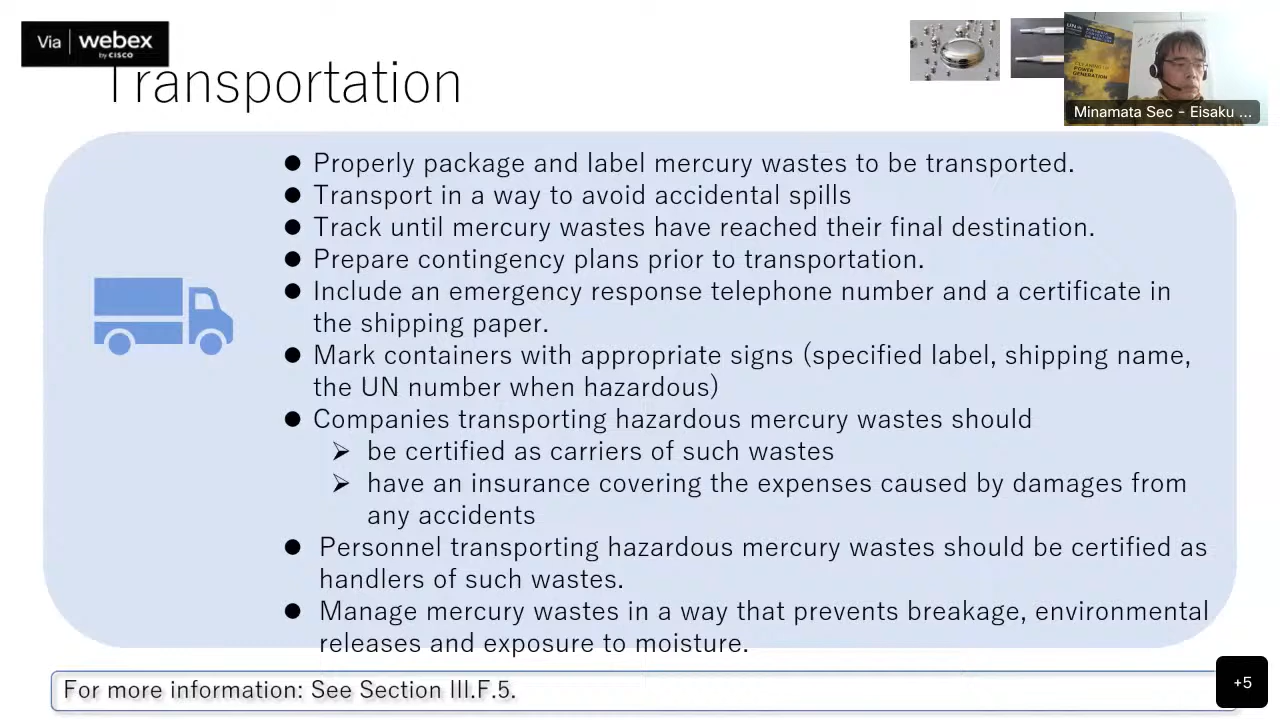 Via webex
by CISCO
Transportation
CLEANING UP
POWER
GENERATION
Minamata Sec - Eisaku ...
● Properly package and label mercury wastes to be transported.
● Transport in a way to avoid accidental spills
● Track until mercury wastes have reached their final destination.
● Prepare contingency plans prior to transportation.
● Include an emergency response telephone number and a certificate in
the shipping paper.
● Mark containers with appropriate signs (specified label, shipping name,
the UN number when hazardous)
● Companies transporting hazardous mercury wastes should
➢ be certified as carriers of such wastes
➢ have an insurance covering the expenses caused by damages from
any accidents
● Personnel transporting hazardous mercury wastes should be certified as
handlers of such wastes.
● Manage mercury wastes in a way that prevents breakage, environmental
releases and exposure to moisture.
For more information: See Section III.F.5.
+5